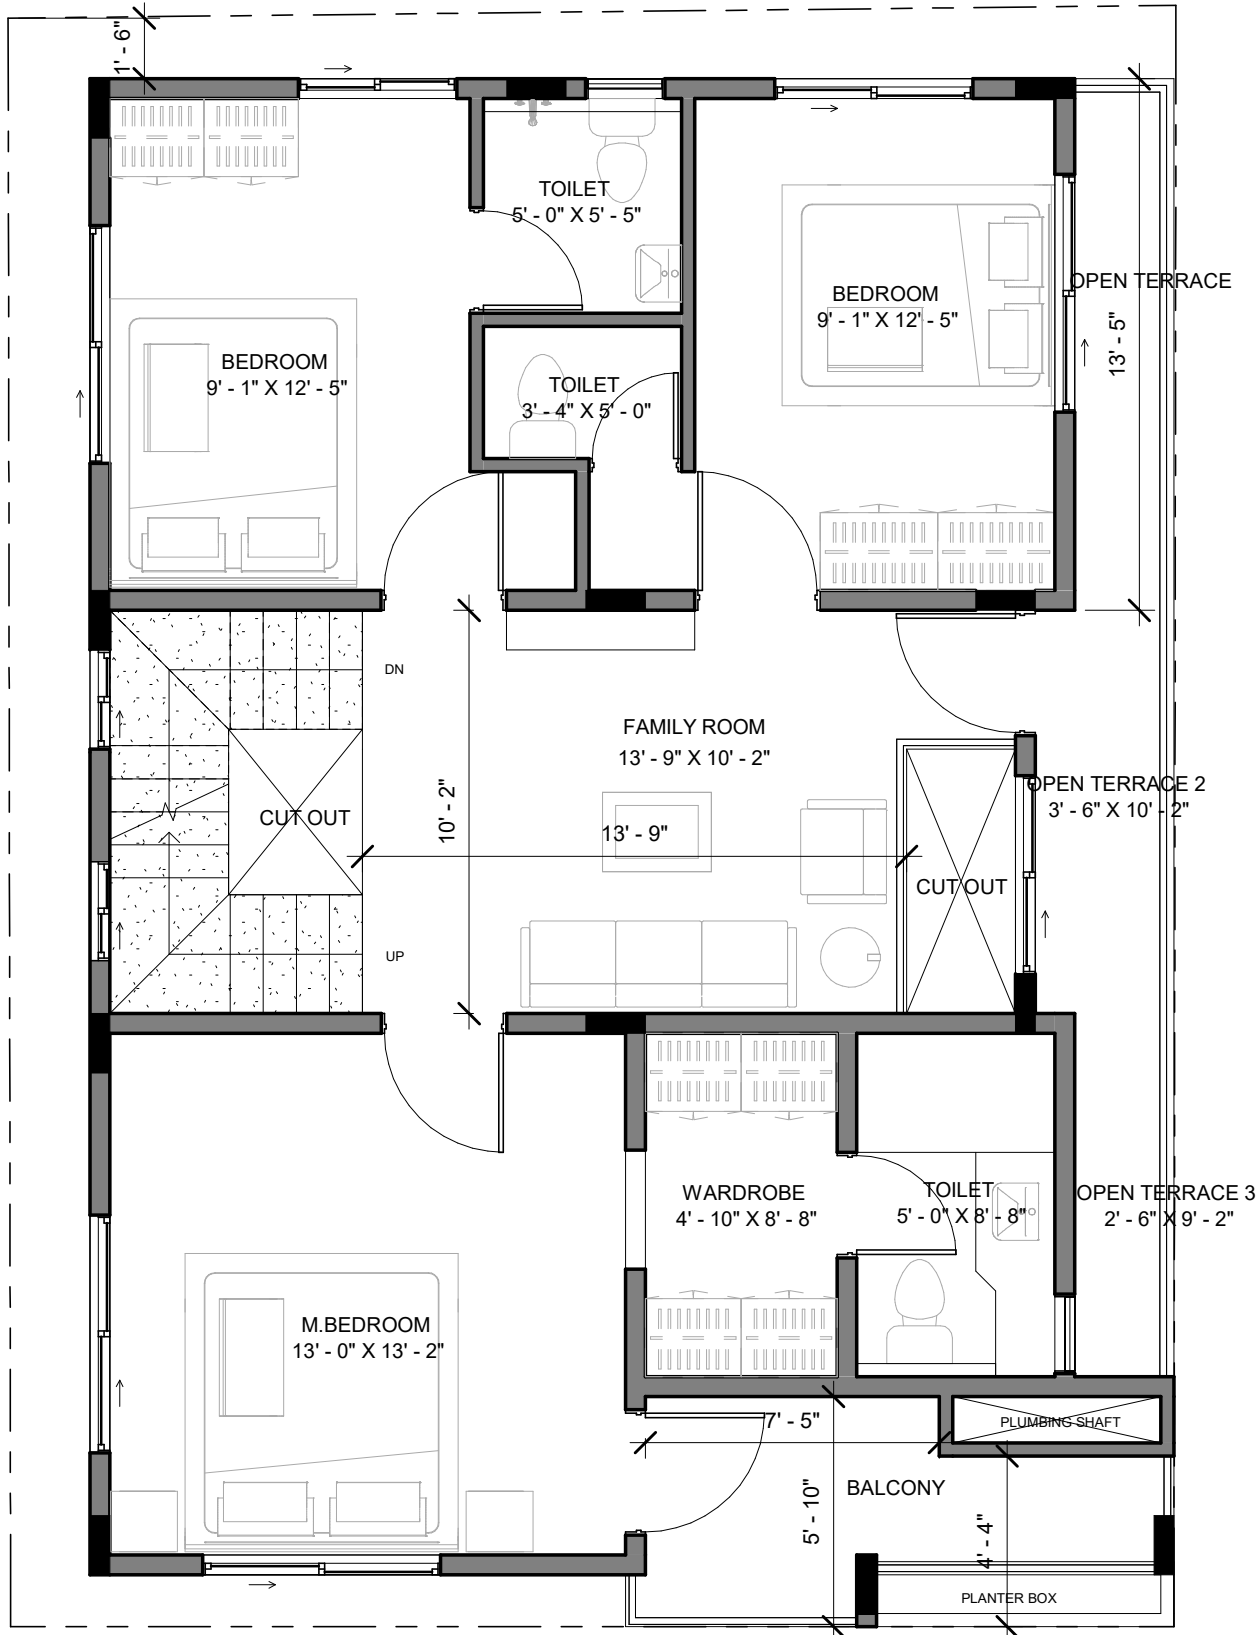 1' - 6"
TOILET
5' - 0" X 5' - 5"
OPEN TERRACE
BEDROOM
9' - 1" X 12' - 5"
13' - 5"
BEDROOM
9' - 1" X 12' - 5"
TOILET
3' - 4" X 5' - 0"
DN
FAMILY ROOM
13' - 9" X 10' - 2"
OPEN TERRACE 2
3' - 6" X 10' - 2"
10' - 2"
CUT OUT
13' - 9"
CUT OUT
UP
WARDROBE
4' - 10" X 8' - 8"
TOILET
5' - 0" X 8' - 8"
OPEN TERRACE 3
2' - 6" X 9' - 2"
M.BEDROOM
13' - 0" X 13' - 2"
7' - 5"
PLUMBING SHAFT
BALCONY
5' - 10"
4' - 4"
PLANTER BOX